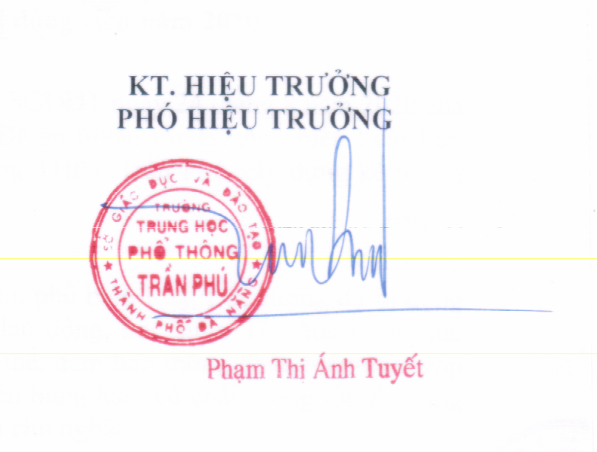 KT. HIỆU TRƯỞNG
PHÓ HIỆU TRƯỞNG
SỞ GIÁO DỤC VÀ ĐÀO TẠO
TRƯỜNG
TRUNG HỌC
PHỔ THÔNG
TRẦN PHÚ
THÀNH PHỐ ĐÀ NẴNG
Phạm Thị Ánh Tuyết